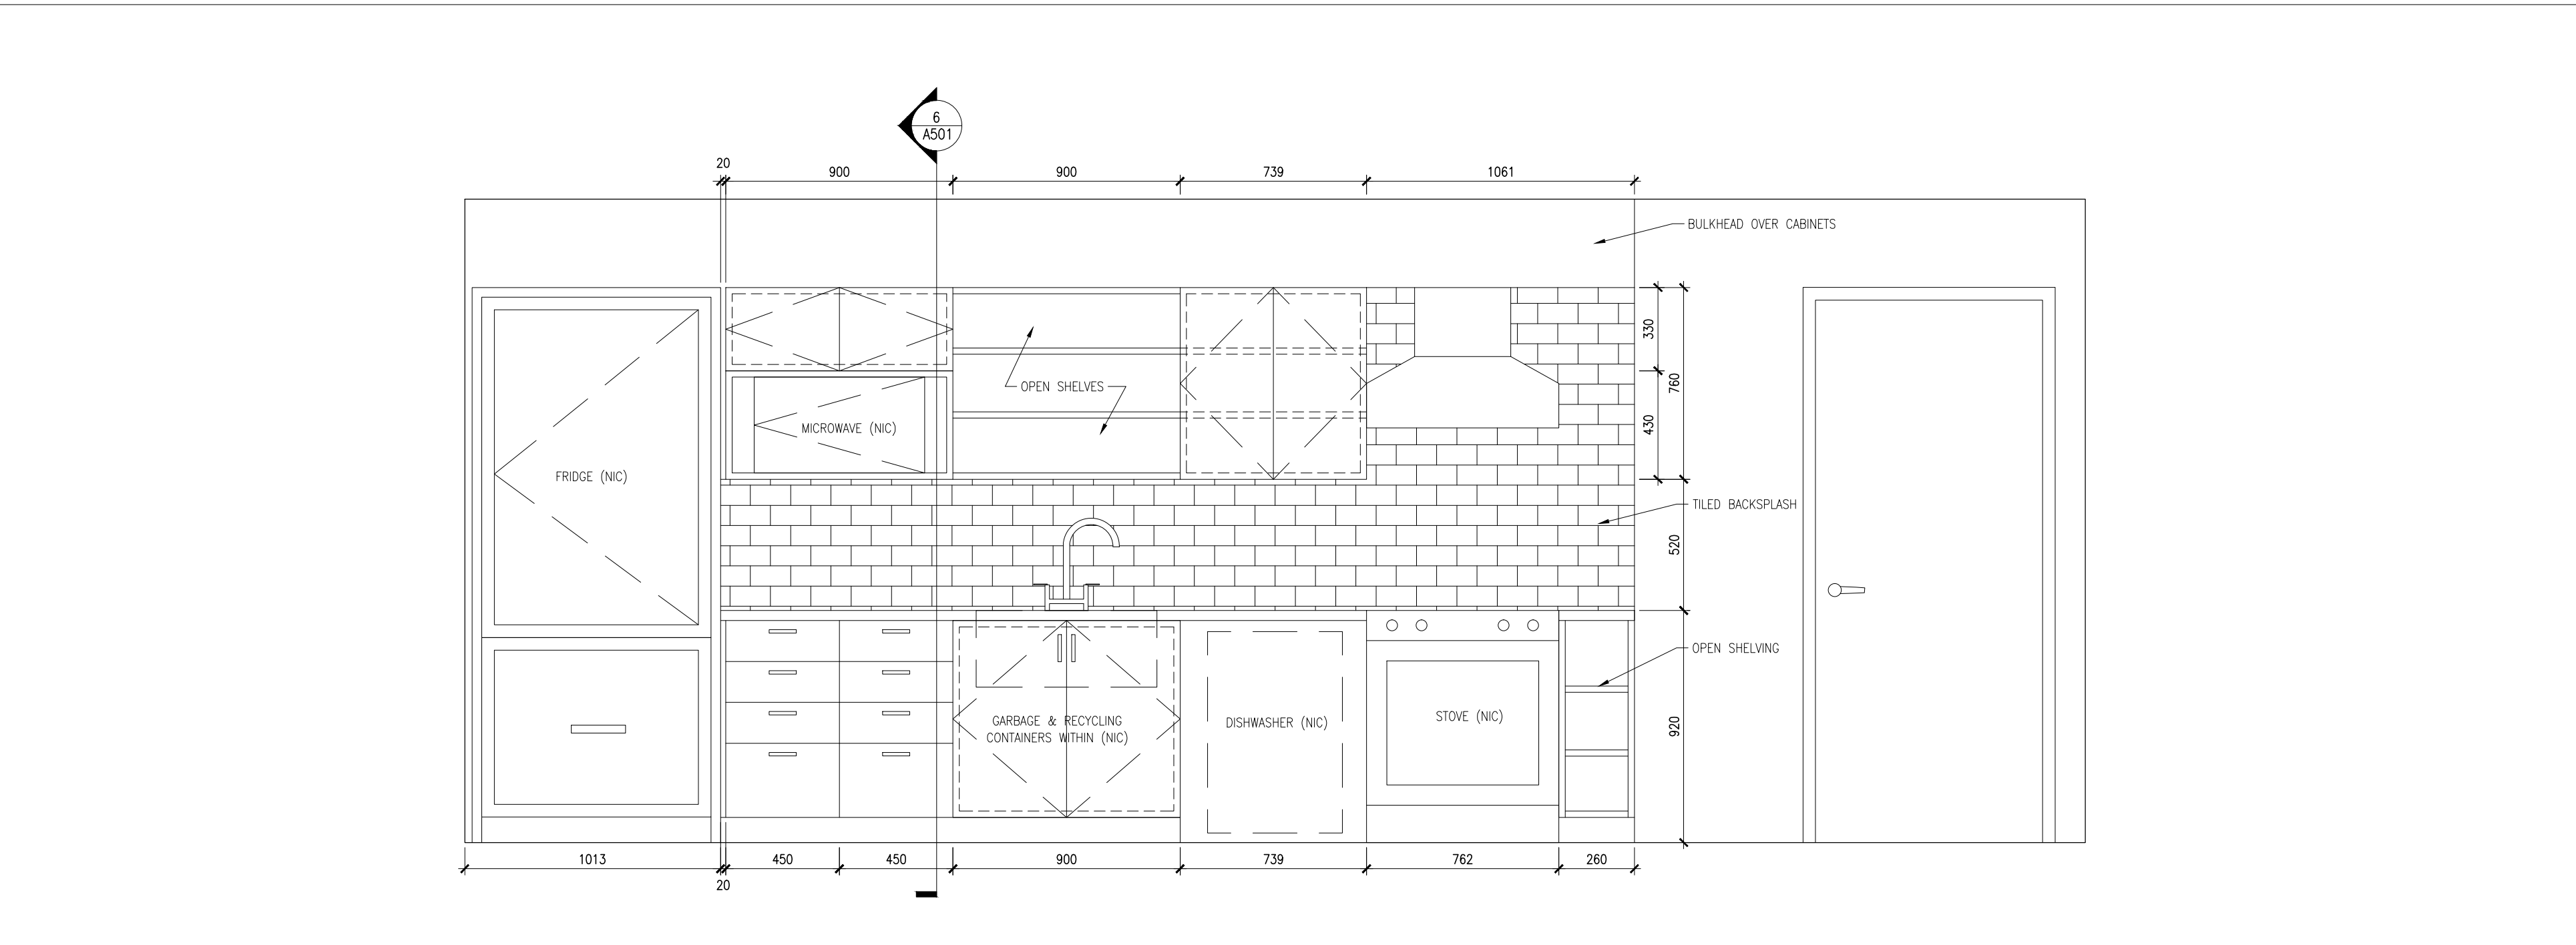 6
A501
20
900
900
739
1061
BULKHEAD OVER CABINETS
330
760
OPEN SHELVES
430
MICROWAVE (NIC)
FRIDGE (NIC)
TILED BACKSPLASH
520
OPEN SHELVING
GARBAGE & RECYCLING
CONTAINERS WITHIN (NIC)
DISHWASHER (NIC)
STOVE (NIC)
920
1013
450
450
900
739
762
260
20